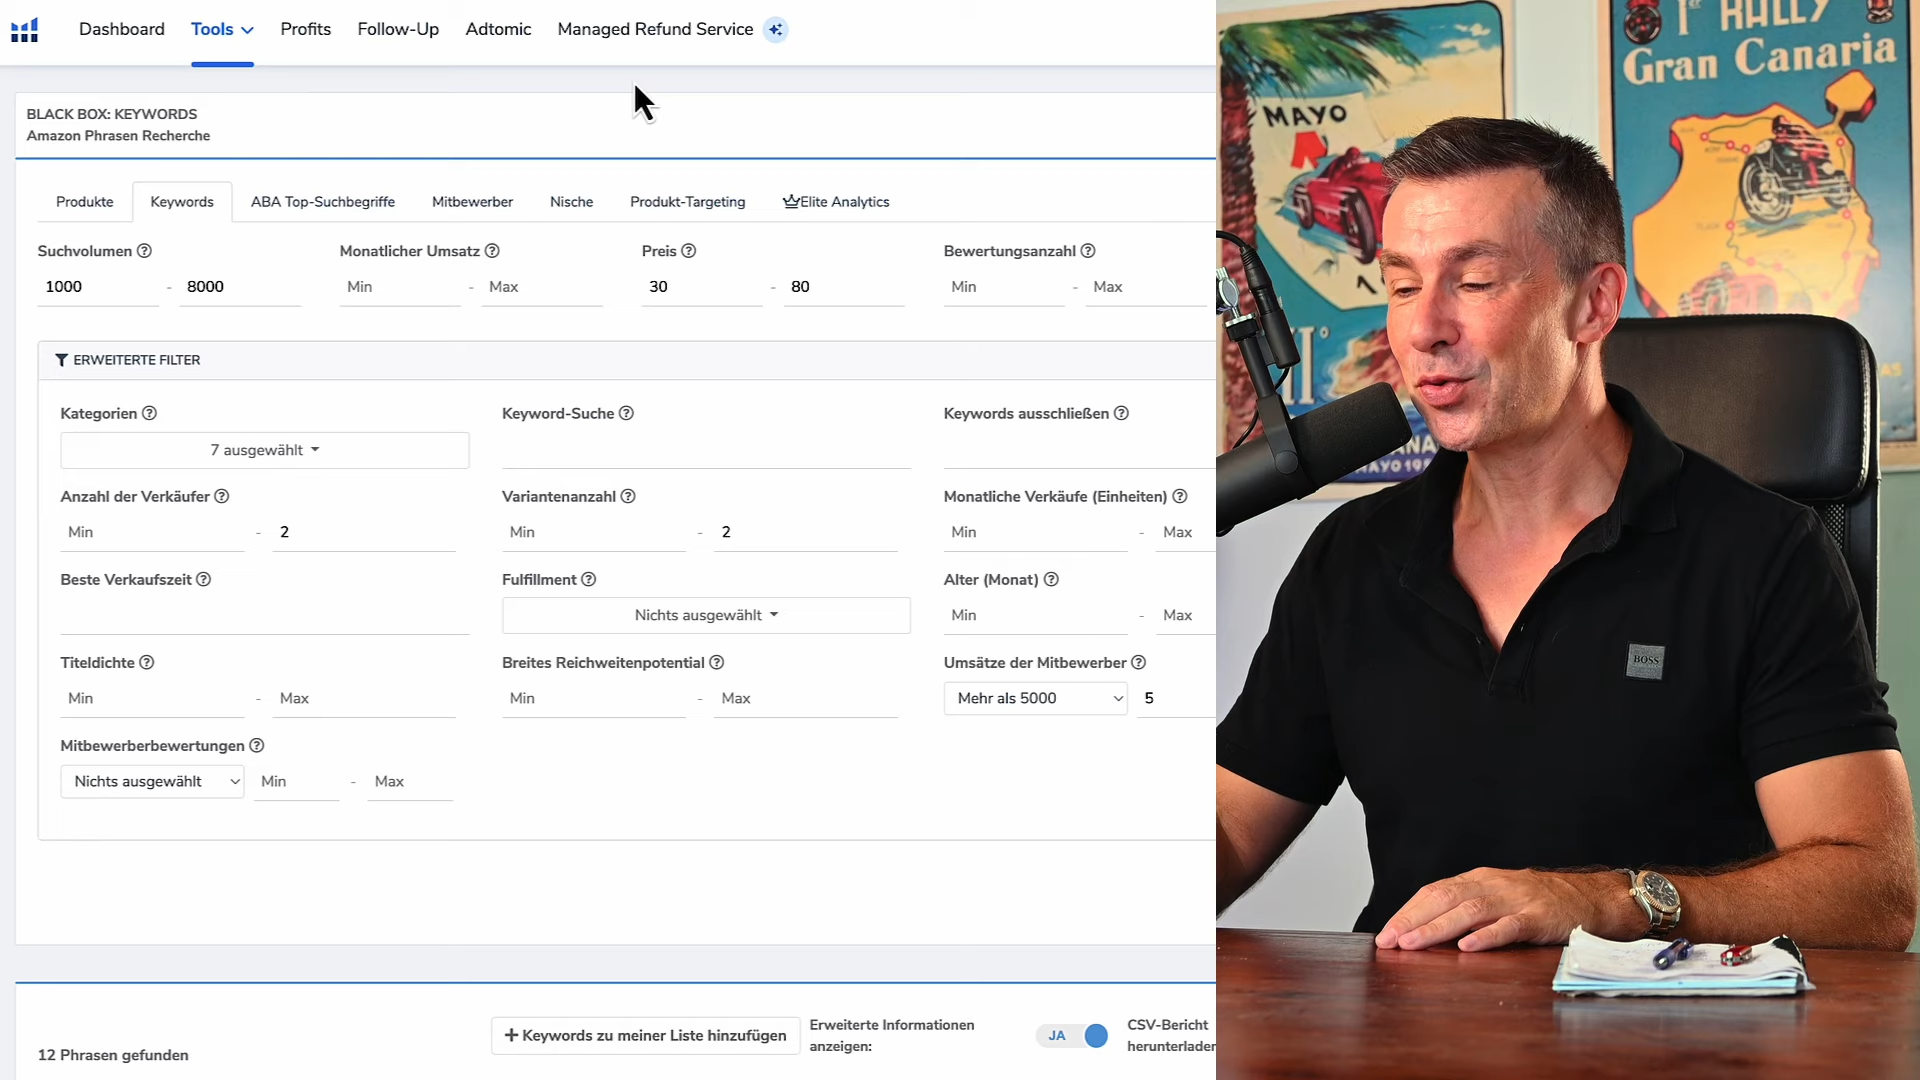 Dashboard Tools Profits Follow-Up Adtomic Managed Refund Service
BLACK BOX: KEYWORDS
Amazon Phrasen Recherche
Produkte Keywords ABA Top-Suchbegriffe Mitbewerber Nische Produkt-Targeting Elite Analytics
Suchvolumen Monatlicher Umsatz Preis Bewertungsanzahl
1000 - 8000 Min - Max 30 - 80 Min - Max
ERWEITERTE FILTER
Kategorien Keyword-Suche Keywords ausschließen
7 ausgewählt
Anzahl der Verkäufer Variantenanzahl Monatliche Verkäufe (Einheiten)
Min - 2 Min - 2 Min - Max
Beste Verkaufszeit Fulfillment Alter (Monat)
Nichts ausgewählt Min - Max
Titeldichte Breites Reichweitenpotential Umsätze der Mitbewerber
Min - Max Min - Max Mehr als 5000 5
Mitbewerberbewertungen
Nichts ausgewählt Min - Max
12 Phrasen gefunden
+ Keywords zu meiner Liste hinzufügen
Erweiterte Informationen
anzeigen:
JA
CSV-Bericht
herunterladen
MAYO
RALLY
Gran Canaria
BOSS